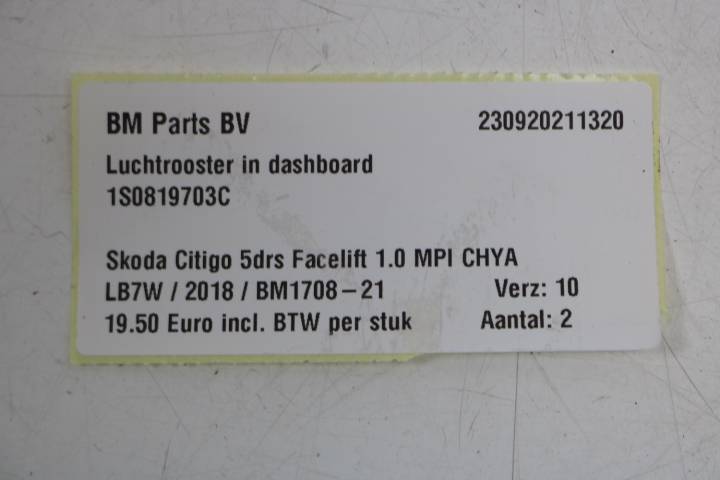 BM Parts BV 230920211320
Luchtrooster in dashboard
1S0819703C
Skoda Citigo 5drs Facelift 1.0 MPI CHYA
LB7W / 2018 / BM1708-21 Verz: 10
19.50 Euro incl. BTW per stuk Aantal: 2